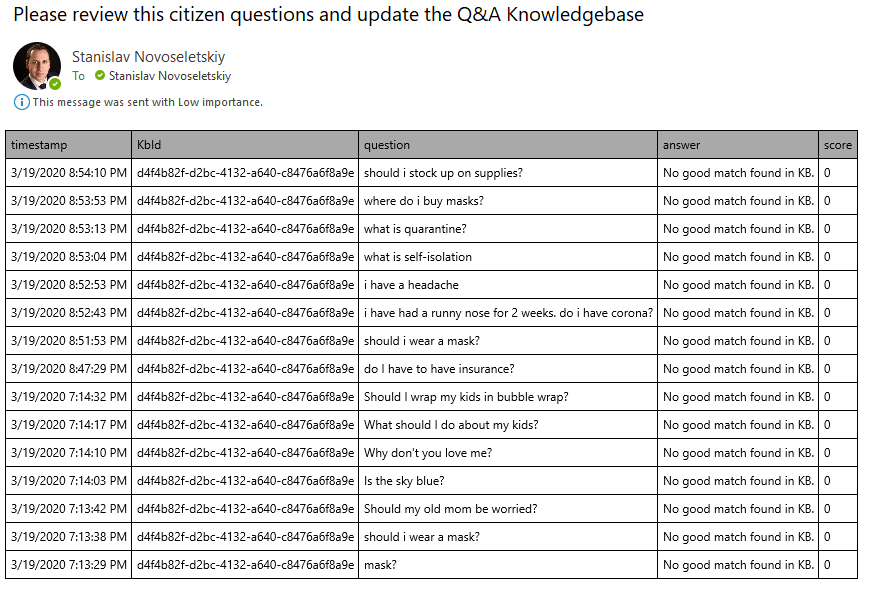 Please review this citizen questions and update the Q&A Knowledgebase
Stanislav Novoseletskiy
To Stanislav Novoseletskiy
This message was sent with Low importance.
timestamp KbId question answer score
3/19/2020 8:54:10 PM d4f4b82f-d2bc-4132-a640-c8476a6f8a9e should i stock up on supplies? No good match found in KB. 0
3/19/2020 8:53:53 PM d4f4b82f-d2bc-4132-a640-c8476a6f8a9e where do i buy masks? No good match found in KB. 0
3/19/2020 8:53:13 PM d4f4b82f-d2bc-4132-a640-c8476a6f8a9e what is quarantine? No good match found in KB. 0
3/19/2020 8:53:04 PM d4f4b82f-d2bc-4132-a640-c8476a6f8a9e what is self-isolation No good match found in KB. 0
3/19/2020 8:52:53 PM d4f4b82f-d2bc-4132-a640-c8476a6f8a9e i have a headache No good match found in KB. 0
3/19/2020 8:52:43 PM d4f4b82f-d2bc-4132-a640-c8476a6f8a9e i have had a runny nose for 2 weeks. do i have corona? No good match found in KB. 0
3/19/2020 8:51:53 PM d4f4b82f-d2bc-4132-a640-c8476a6f8a9e should i wear a mask? No good match found in KB. 0
3/19/2020 8:47:29 PM d4f4b82f-d2bc-4132-a640-c8476a6f8a9e do I have to have insurance? No good match found in KB. 0
3/19/2020 7:14:32 PM d4f4b82f-d2bc-4132-a640-c8476a6f8a9e Should I wrap my kids in bubble wrap? No good match found in KB. 0
3/19/2020 7:14:17 PM d4f4b82f-d2bc-4132-a640-c8476a6f8a9e What should I do about my kids? No good match found in KB. 0
3/19/2020 7:14:10 PM d4f4b82f-d2bc-4132-a640-c8476a6f8a9e Why don't you love me? No good match found in KB. 0
3/19/2020 7:14:03 PM d4f4b82f-d2bc-4132-a640-c8476a6f8a9e Is the sky blue? No good match found in KB. 0
3/19/2020 7:13:42 PM d4f4b82f-d2bc-4132-a640-c8476a6f8a9e Should my old mom be worried? No good match found in KB. 0
3/19/2020 7:13:38 PM d4f4b82f-d2bc-4132-a640-c8476a6f8a9e should i wear a mask? No good match found in KB. 0
3/19/2020 7:13:29 PM d4f4b82f-d2bc-4132-a640-c8476a6f8a9e mask? No good match found in KB. 0